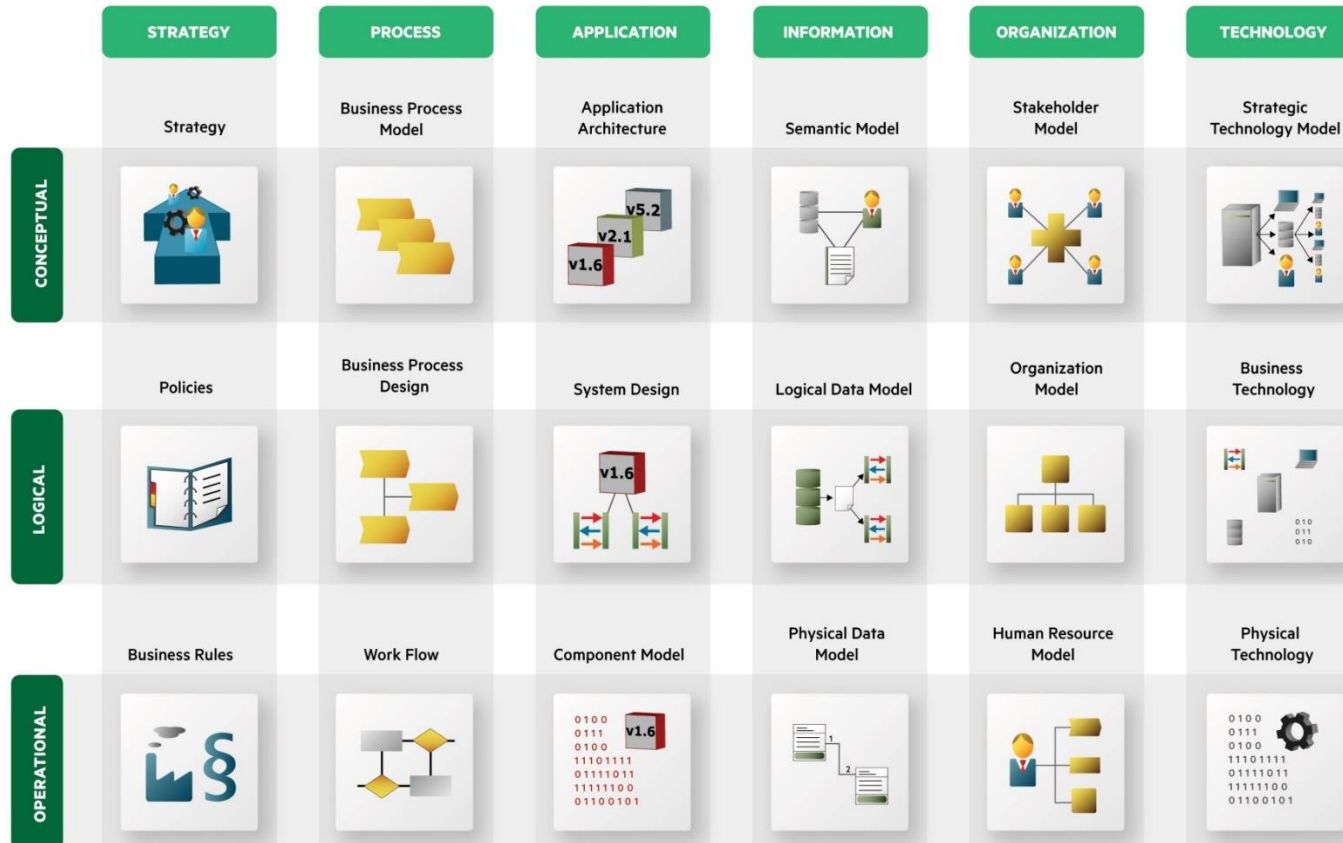 STRATEGY
PROCESS
APPLICATION
INFORMATION
ORGANIZATION
TECHNOLOGY
CONCEPTUAL
Strategy
Business Process
Model
Application
Architecture
Semantic Model
Stakeholder
Model
Strategic
Technology Model
v5.2
v2.1
v1.6
LOGICAL
Policies
Business Process
Design
System Design
Logical Data Model
Organization
Model
Business
Technology
v1.6
010
011
010
OPERATIONAL
Business Rules
Work Flow
Component Model
Physical Data
Model
Human Resource
Model
Physical
Technology
§
0100
0111
0100
11101111
01111011
11111100
01100101
v1.6
1
2
0100
0111
0100
11101111
01111011
11111100
01100101